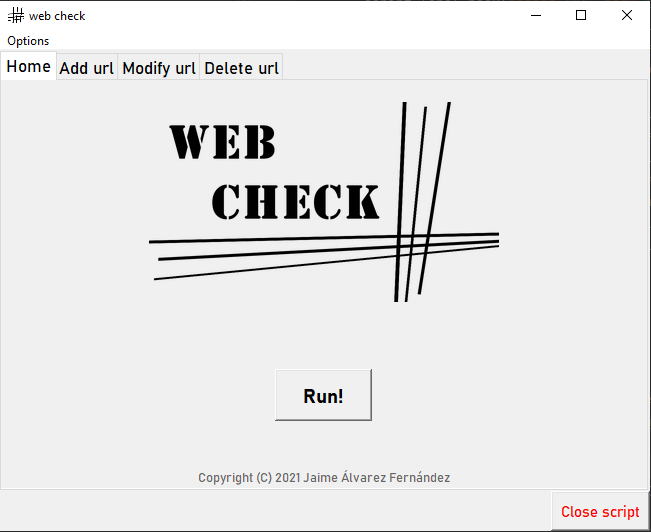 web check
Options
Home Add url Modify url Delete url
WEB
CHECK
Run!
Copyright (C) 2021 Jaime Álvarez Fernández
Close script